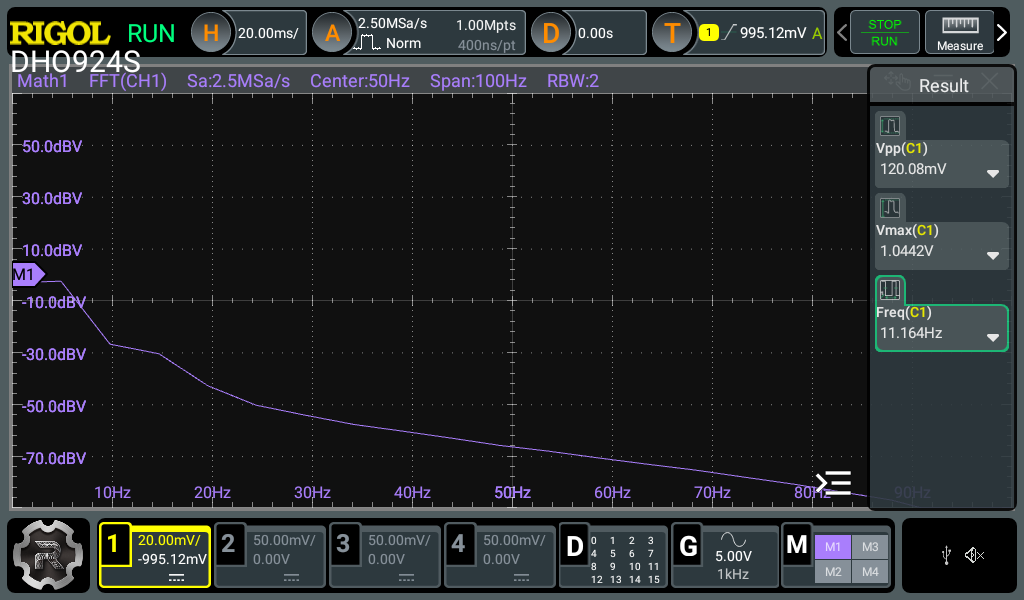 RIGOL RUN H 20.00ms/ A 2.50MSa/s 1.00Mpts Norm 400ns/pt D 0.00s T 1 995.12mV A STOP RUN Measure
DHO924S
Math1 FFT(CH1) Sa:2.5MSa/s Center:50Hz Span:100Hz RBW:2
Result
50.0dBV
30.0dBV
10.0dBV
M1
-10.0dBV
-30.0dBV
-50.0dBV
-70.0dBV
10Hz 20Hz 30Hz 40Hz 50Hz 60Hz 70Hz 80Hz 90Hz
Vpp(C1)
120.08mV
Vmax(C1)
1.0442V
Freq(C1)
11.164Hz
1 20.00mV/
-995.12mV
2 50.00mV/
0.00V
3 50.00mV/
0.00V
4 50.00mV/
0.00V
D 0 1 2 3
4 5 6 7
8 9 10 11
12 13 14 15
G 5.00V
1kHz
M M1 M3
M2 M4